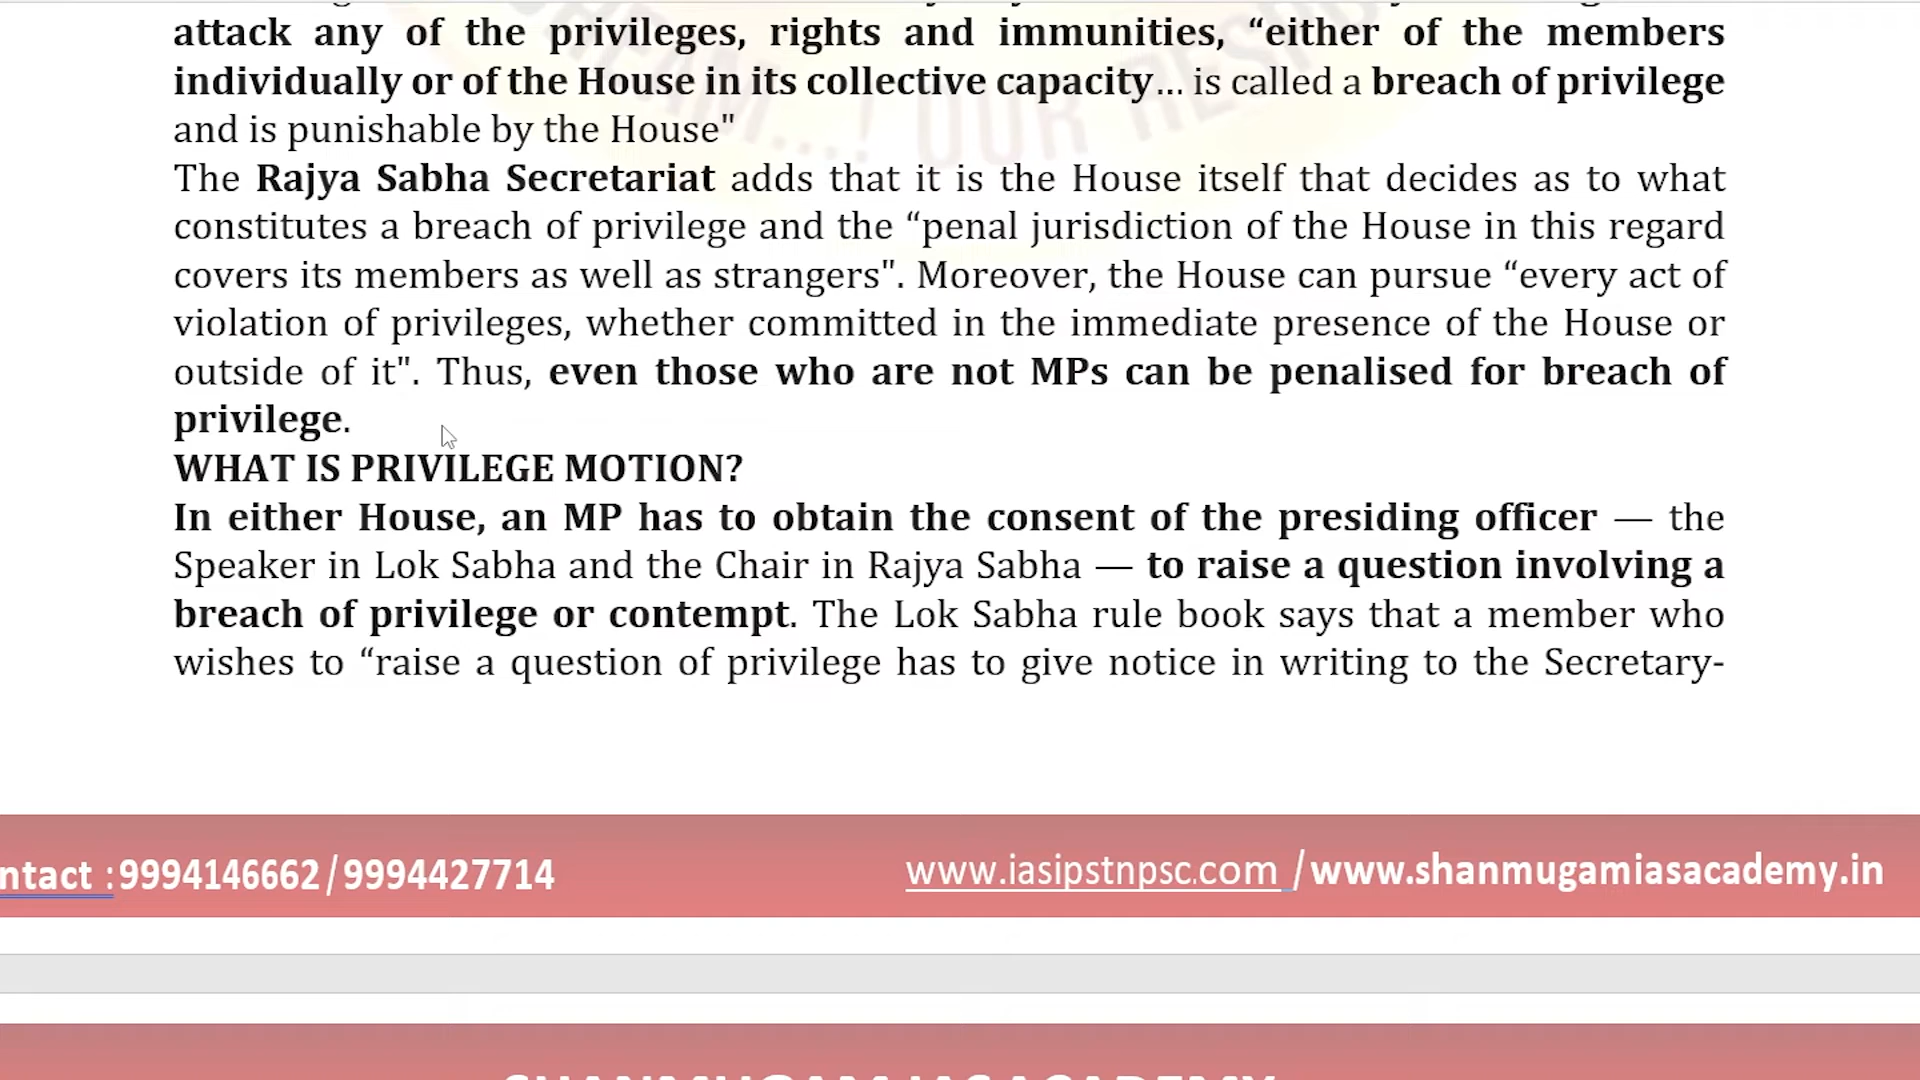 attack any of the privileges, rights and immunities, “either of the members
individually or of the House in its collective capacity… is called a breach of privilege
and is punishable by the House"
The Rajya Sabha Secretariat adds that it is the House itself that decides as to what
constitutes a breach of privilege and the “penal jurisdiction of the House in this regard
covers its members as well as strangers". Moreover, the House can pursue “every act of
violation of privileges, whether committed in the immediate presence of the House or
outside of it". Thus, even those who are not MPs can be penalised for breach of
privilege.
WHAT IS PRIVILEGE MOTION?
In either House, an MP has to obtain the consent of the presiding officer — the
Speaker in Lok Sabha and the Chair in Rajya Sabha — to raise a question involving a
breach of privilege or contempt. The Lok Sabha rule book says that a member who
wishes to “raise a question of privilege has to give notice in writing to the Secretary-
ntact :9994146662/9994427714
www.iasipstnpsc.com /www.shanmugamiasacademy.in
SHANMUGAM IAS ACADEMY